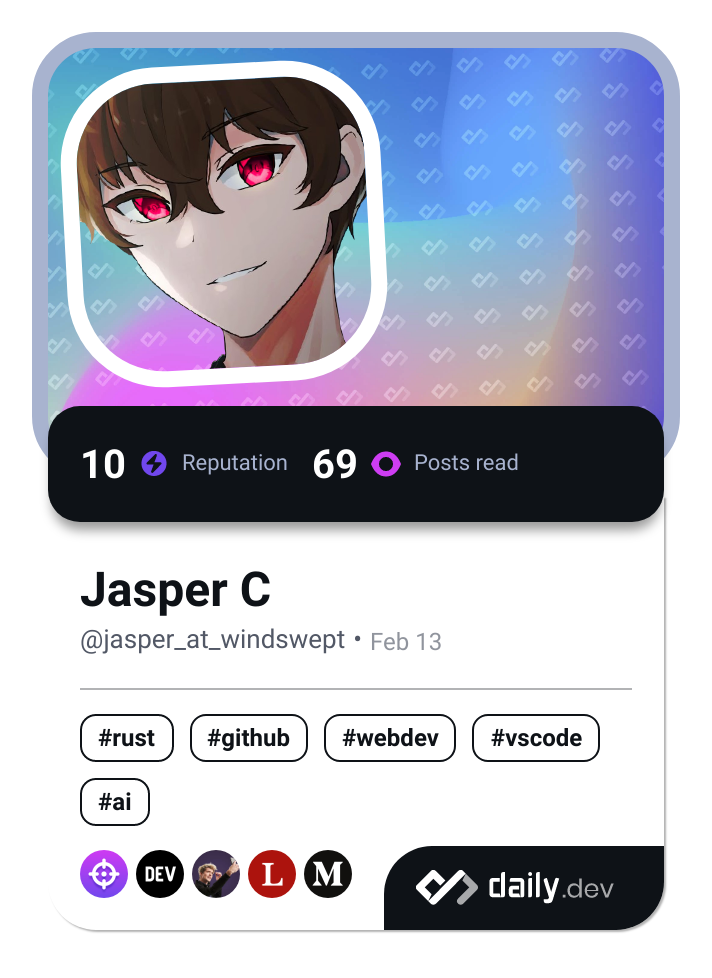 10 Reputation 69 Posts read
Jasper C
@jasper_at_windswept • Feb 13
#rust #github #webdev #vscode
#ai
DEV L M
daily.dev